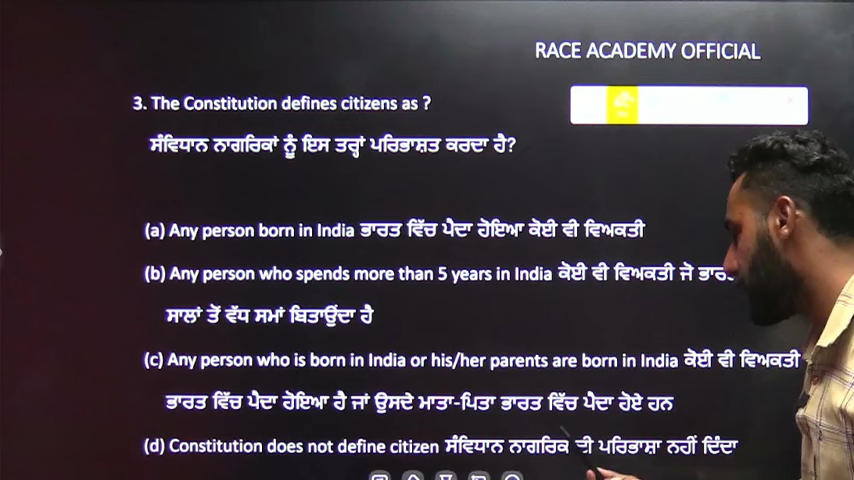 RACE ACADEMY OFFICIAL
3. The Constitution defines citizens as ?
ਸੰਵਿਧਾਨ ਨਾਗਰਿਕਾਂ ਨੂੰ ਇਸ ਤਰ੍ਹਾਂ ਪਰਿਭਾਸ਼ਤ ਕਰਦਾ ਹੈ?
(a) Any person born in India ਭਾਰਤ ਵਿੱਚ ਪੈਦਾ ਹੋਇਆ ਕੋਈ ਵੀ ਵਿਅਕਤੀ
(b) Any person who spends more than 5 years in India ਕੋਈ ਵੀ ਵਿਅਕਤੀ ਜੋ
ਸਾਲਾਂ ਤੋਂ ਵੱਧ ਸਮਾਂ ਬਿਤਾਉਂਦਾ ਹੈ
(c) Any person who is born in India or his/her parents are born in India ਕੋਈ ਵੀ ਵਿਅਕਤੀ
ਭਾਰਤ ਵਿੱਚ ਪੈਦਾ ਹੋਇਆ ਹੈ ਜਾਂ ਉਸਦੇ ਮਾਤਾ-ਪਿਤਾ ਭਾਰਤ ਵਿੱਚ ਪੈਦਾ ਹੋਏ ਹਨ
(d) Constitution does not define citizen ਸੰਵਿਧਾਨ ਨਾਗਰਿਕ ਦੀ ਪਰਿਭਾਸ਼ਾ ਨਹੀਂ ਦਿੰਦਾ